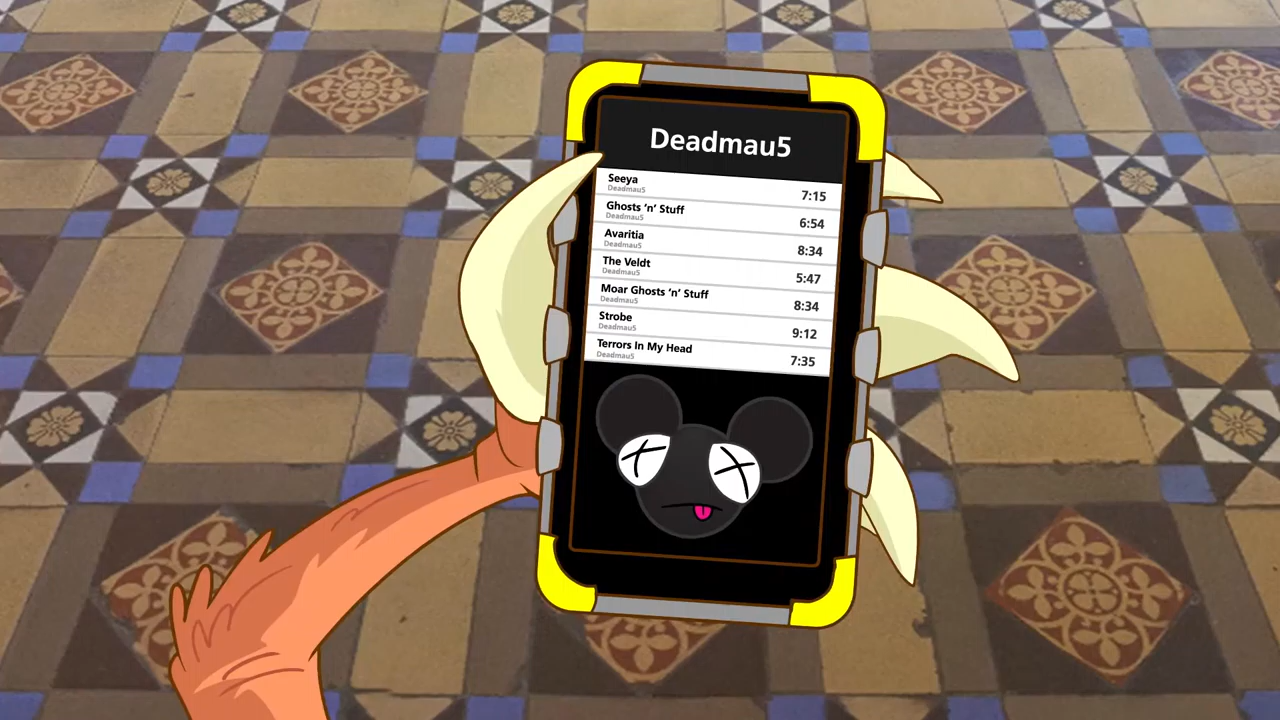 Deadmau5
Seeya 7:15
Deadmau5
Ghosts ‘n’ Stuff 6:54
Deadmau5
Avaritia 8:34
Deadmau5
The Veldt 5:47
Deadmau5
Moar Ghosts ‘n’ Stuff 8:34
Deadmau5
Strobe 9:12
Deadmau5
Terrors In My Head 7:35
Deadmau5